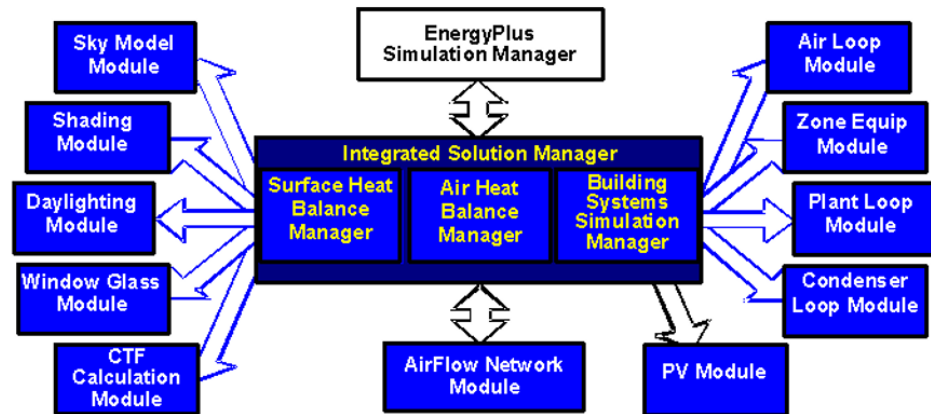 Sky Model
Module
EnergyPlus
Simulation Manager
Air Loop
Module
Shading
Module
Zone Equip
Module
Integrated Solution Manager
Surface Heat
Balance
Manager
Air Heat
Balance
Manager
Building
Systems
Simulation
Manager
Daylighting
Module
Plant Loop
Module
Window Glass
Module
Condenser
Loop Module
CTF
Calculation
Module
AirFlow Network
Module
PV Module